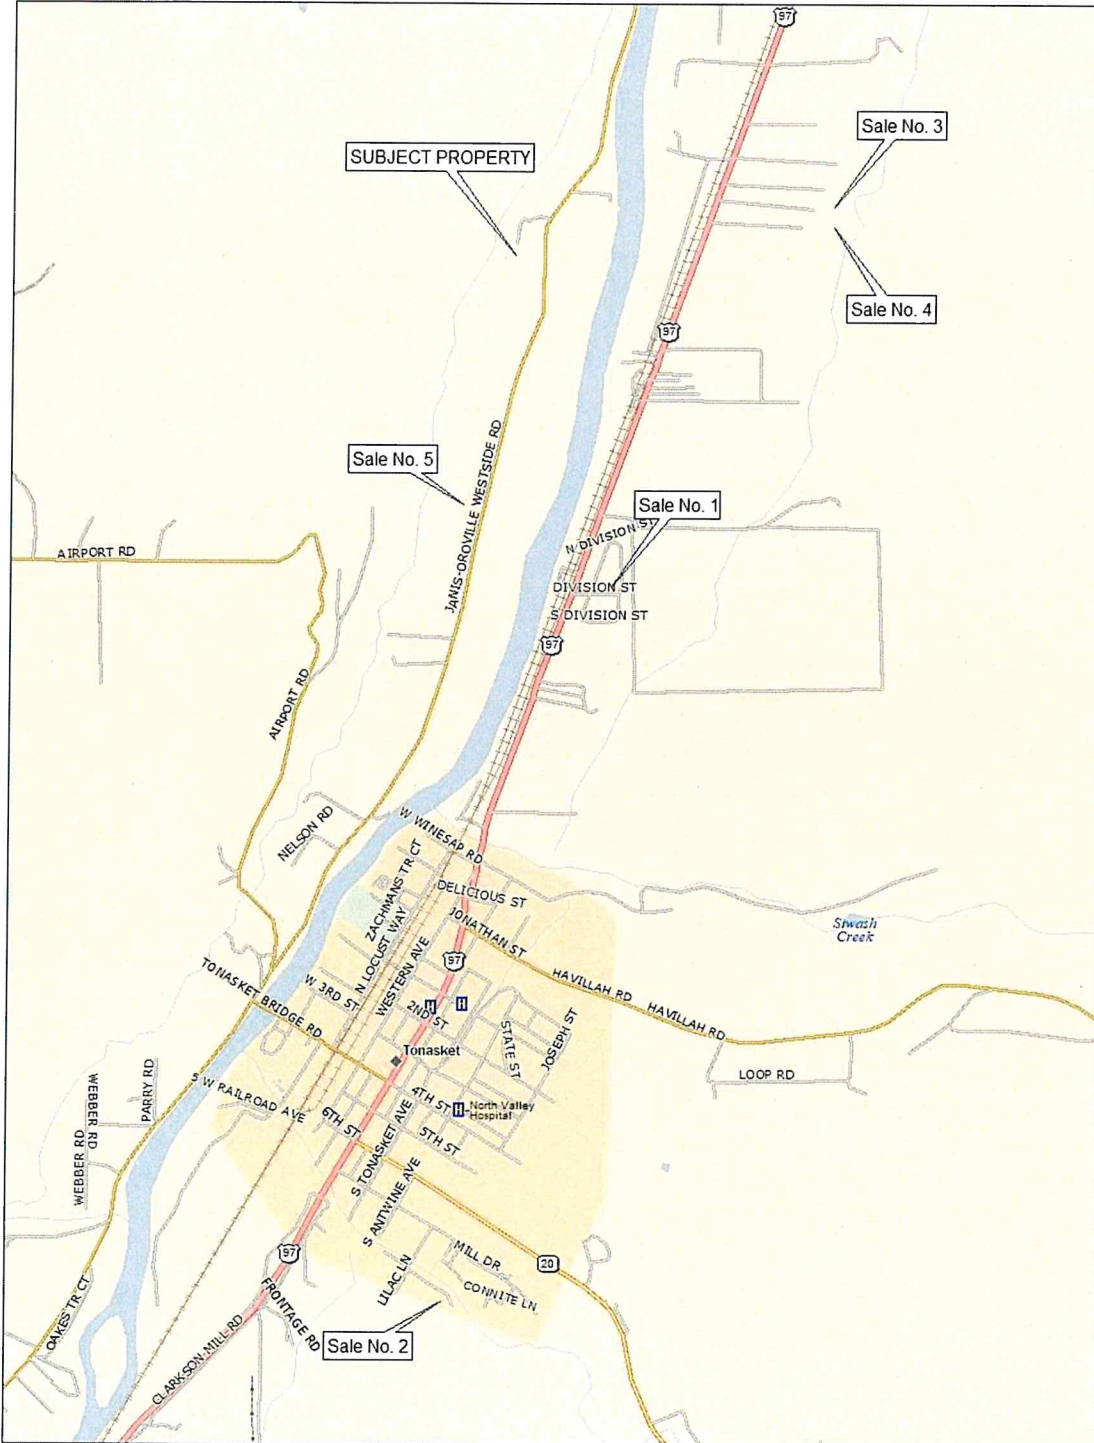 97
Sale No. 3
SUBJECT PROPERTY
Sale No. 4
97
JANIS-OROVILLE WESTSIDE RD
Sale No. 5
Sale No. 1
N DIVISION ST
AIRPORT RD
DIVISION ST
S DIVISION ST
97
AIRPORT RD
NELSON RD
W WINESAP RD
ZACHMANS TR CT
DELICIOUS ST
N LOCUST WAY
JONATHAN ST
Siwash
Creek
WESTERN AVE
97
TONASKET BRIDGE RD
W 3RD ST
HAVILLAH RD
HAVILLAH RD
H
H
2ND ST
STATE ST
JOSEPH ST
Tonasket
LOOP RD
WEBBER RD
PARRY RD
S W RAILROAD AVE
4TH ST
H
North Valley
Hospital
6TH ST
5TH ST
WEBBER RD
S TONASKET AVE
S ANTWINE AVE
97
MILL DR
20
LILAC LN
CONNITE LN
OAKES TR CT
FRONTAGE RD
CLARKSON-MILL-RD
Sale No. 2